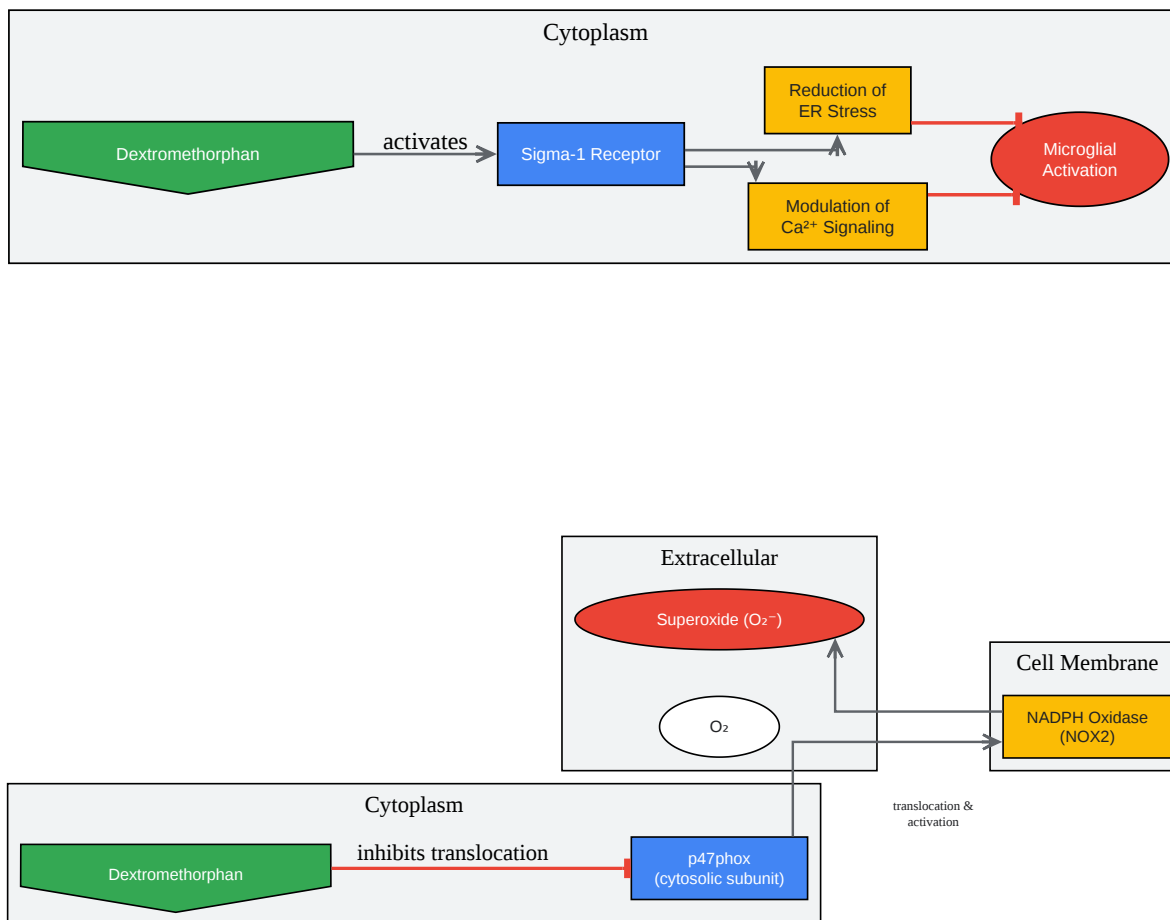 Cytoplasm
Dextromethorphan
activates
Sigma-1 Receptor
Reduction of
ER Stress
Modulation of
Ca²⁺ Signaling
Microglial
Activation
Extracellular
Superoxide (O₂⁻)
O₂
Cell Membrane
NADPH Oxidase
(NOX2)
translocation &
activation
Cytoplasm
Dextromethorphan
inhibits translocation
p47phox
(cytosolic subunit)